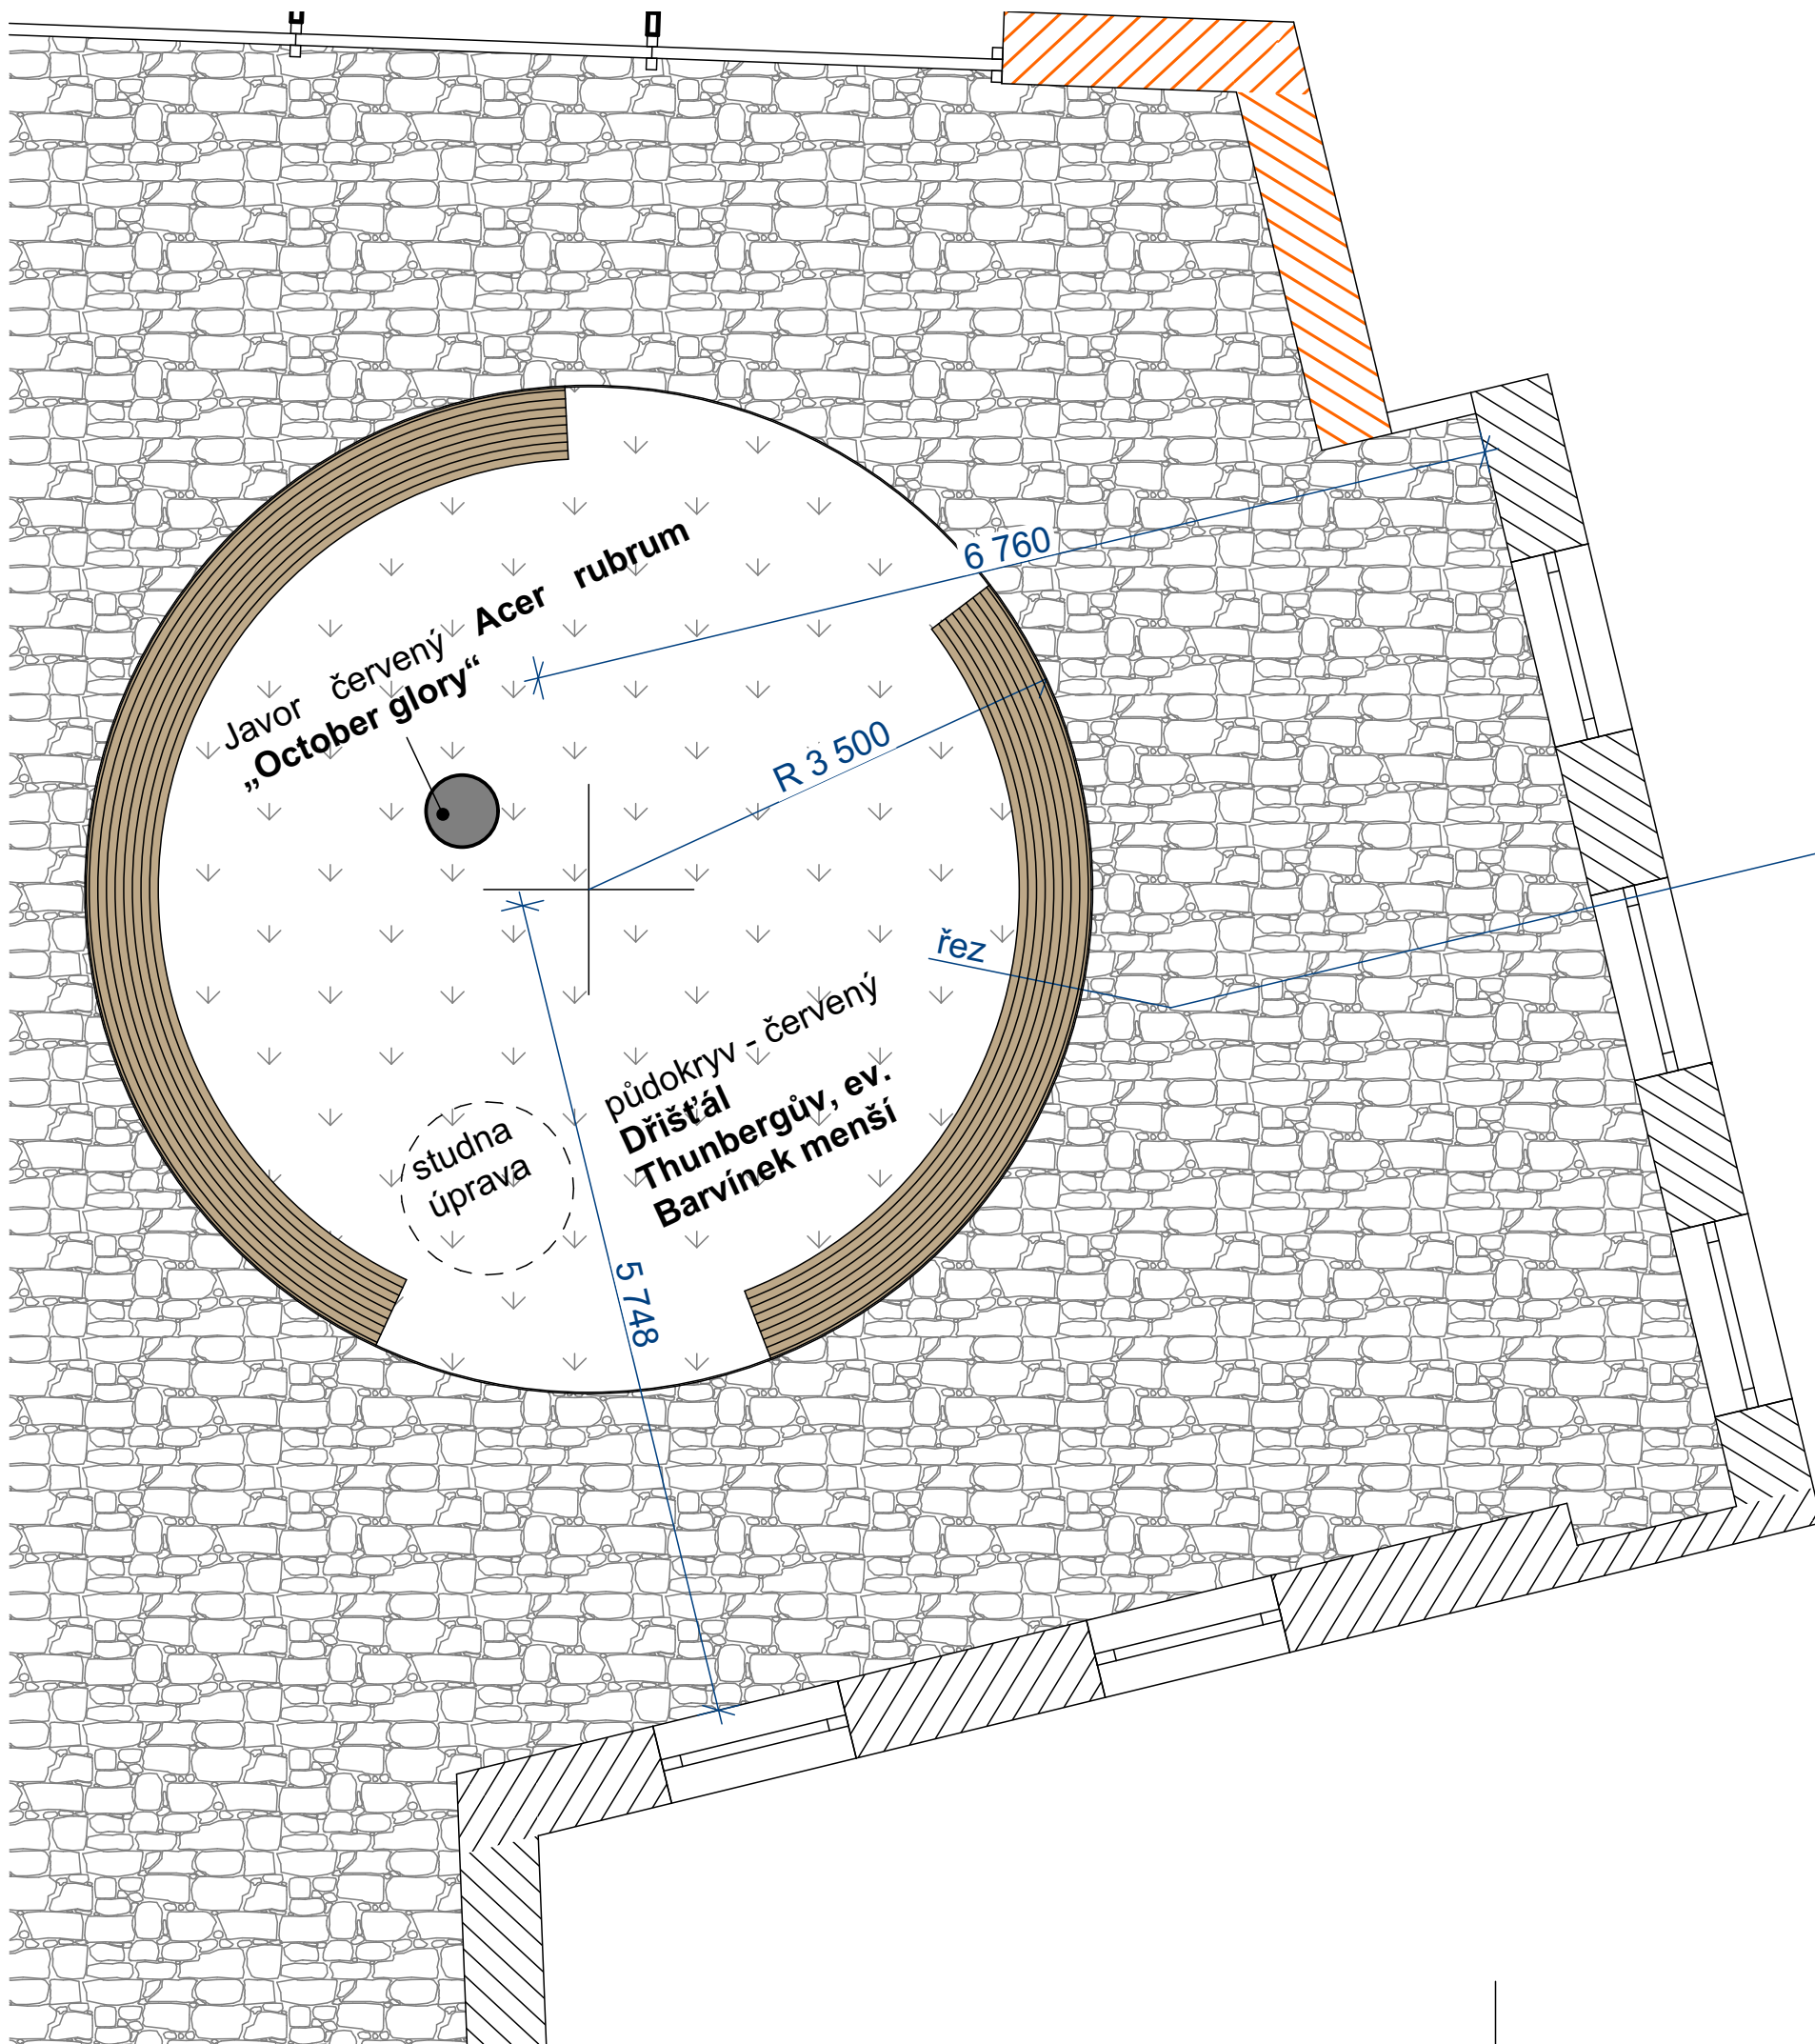 6 760
Javor červený Acer rubrum
„October glory“
R 3 500
řez
půdokryv - červený
Dřišťál
Thunbergův, ev.
Barvínek menší
studna
úprava
5 748